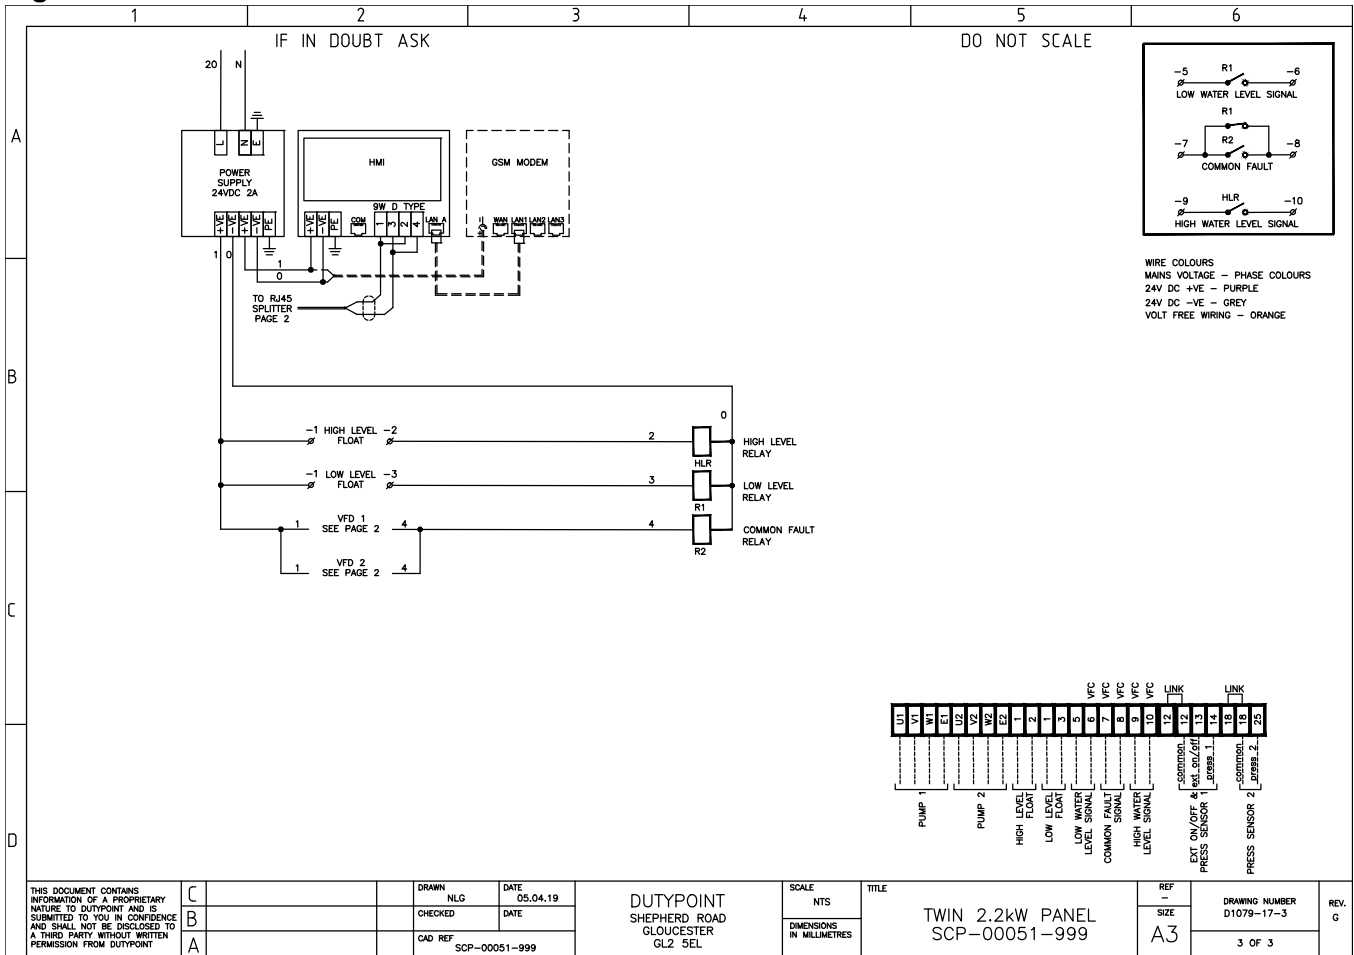 1 2 3 4 5 6
IF IN DOUBT ASK
DO NOT SCALE
A
B
C
D
20 N
L N E
POWER
SUPPLY
24VDC 2A
+VE -VE +VE -VE PE
HMI
9W D TYPE
+VE -VE PE
COM
1 3 2 4
LAN A
GSM MODEM
WAN LAN1 LAN2 LAN3
1 0
1
0
TO RJ45
SPLITTER
PAGE 2
-5 R1 -6
LOW WATER LEVEL SIGNAL
R1
-7 R2 -8
COMMON FAULT
-9 HLR -10
HIGH WATER LEVEL SIGNAL
WIRE COLOURS
MAINS VOLTAGE - PHASE COLOURS
24V DC +VE - PURPLE
24V DC -VE - GREY
VOLT FREE WIRING - ORANGE
0
-1 HIGH LEVEL -2
FLOAT
2
HLR
HIGH LEVEL
RELAY
-1 LOW LEVEL -3
FLOAT
3
R1
LOW LEVEL
RELAY
1 VFD 1 4
SEE PAGE 2
4
R2
COMMON FAULT
RELAY
1 VFD 2 4
SEE PAGE 2
VFC VFC VFC VFC VFC
LINK
LINK
U1 V1 W1 E1 U2 V2 W2 E2 1 2 1 3 5 6 7 8 9 10 12 12 13 14 18 18 25
common
ext on/off
press 1
common
press 2
PUMP 1
PUMP 2
HIGH LEVEL
FLOAT
LOW LEVEL
FLOAT
LOW WATER
LEVEL SIGNAL
COMMON FAULT
SIGNAL
HIGH WATER
LEVEL SIGNAL
EXT ON/OFF &
PRESS SENSOR 1
PRESS SENSOR 2
THIS DOCUMENT CONTAINS
INFORMATION OF A PROPRIETARY
NATURE TO DUTYPOINT AND IS
SUBMITTED TO YOU IN CONFIDENCE
AND SHALL NOT BE DISCLOSED TO
A THIRD PARTY WITHOUT WRITTEN
PERMISSION FROM DUTYPOINT
C
B
A
DRAWN
NLG
DATE
05.04.19
CHECKED
DATE
CAD REF
SCP-00051-999
DUTYPOINT
SHEPHERD ROAD
GLOUCESTER
GL2 5EL
SCALE
NTS
DIMENSIONS
IN MILLIMETRES
TITLE
TWIN 2.2kW PANEL
SCP-00051-999
REF
-
SIZE
A3
DRAWING NUMBER
D1079-17-3
3 OF 3
REV.
G